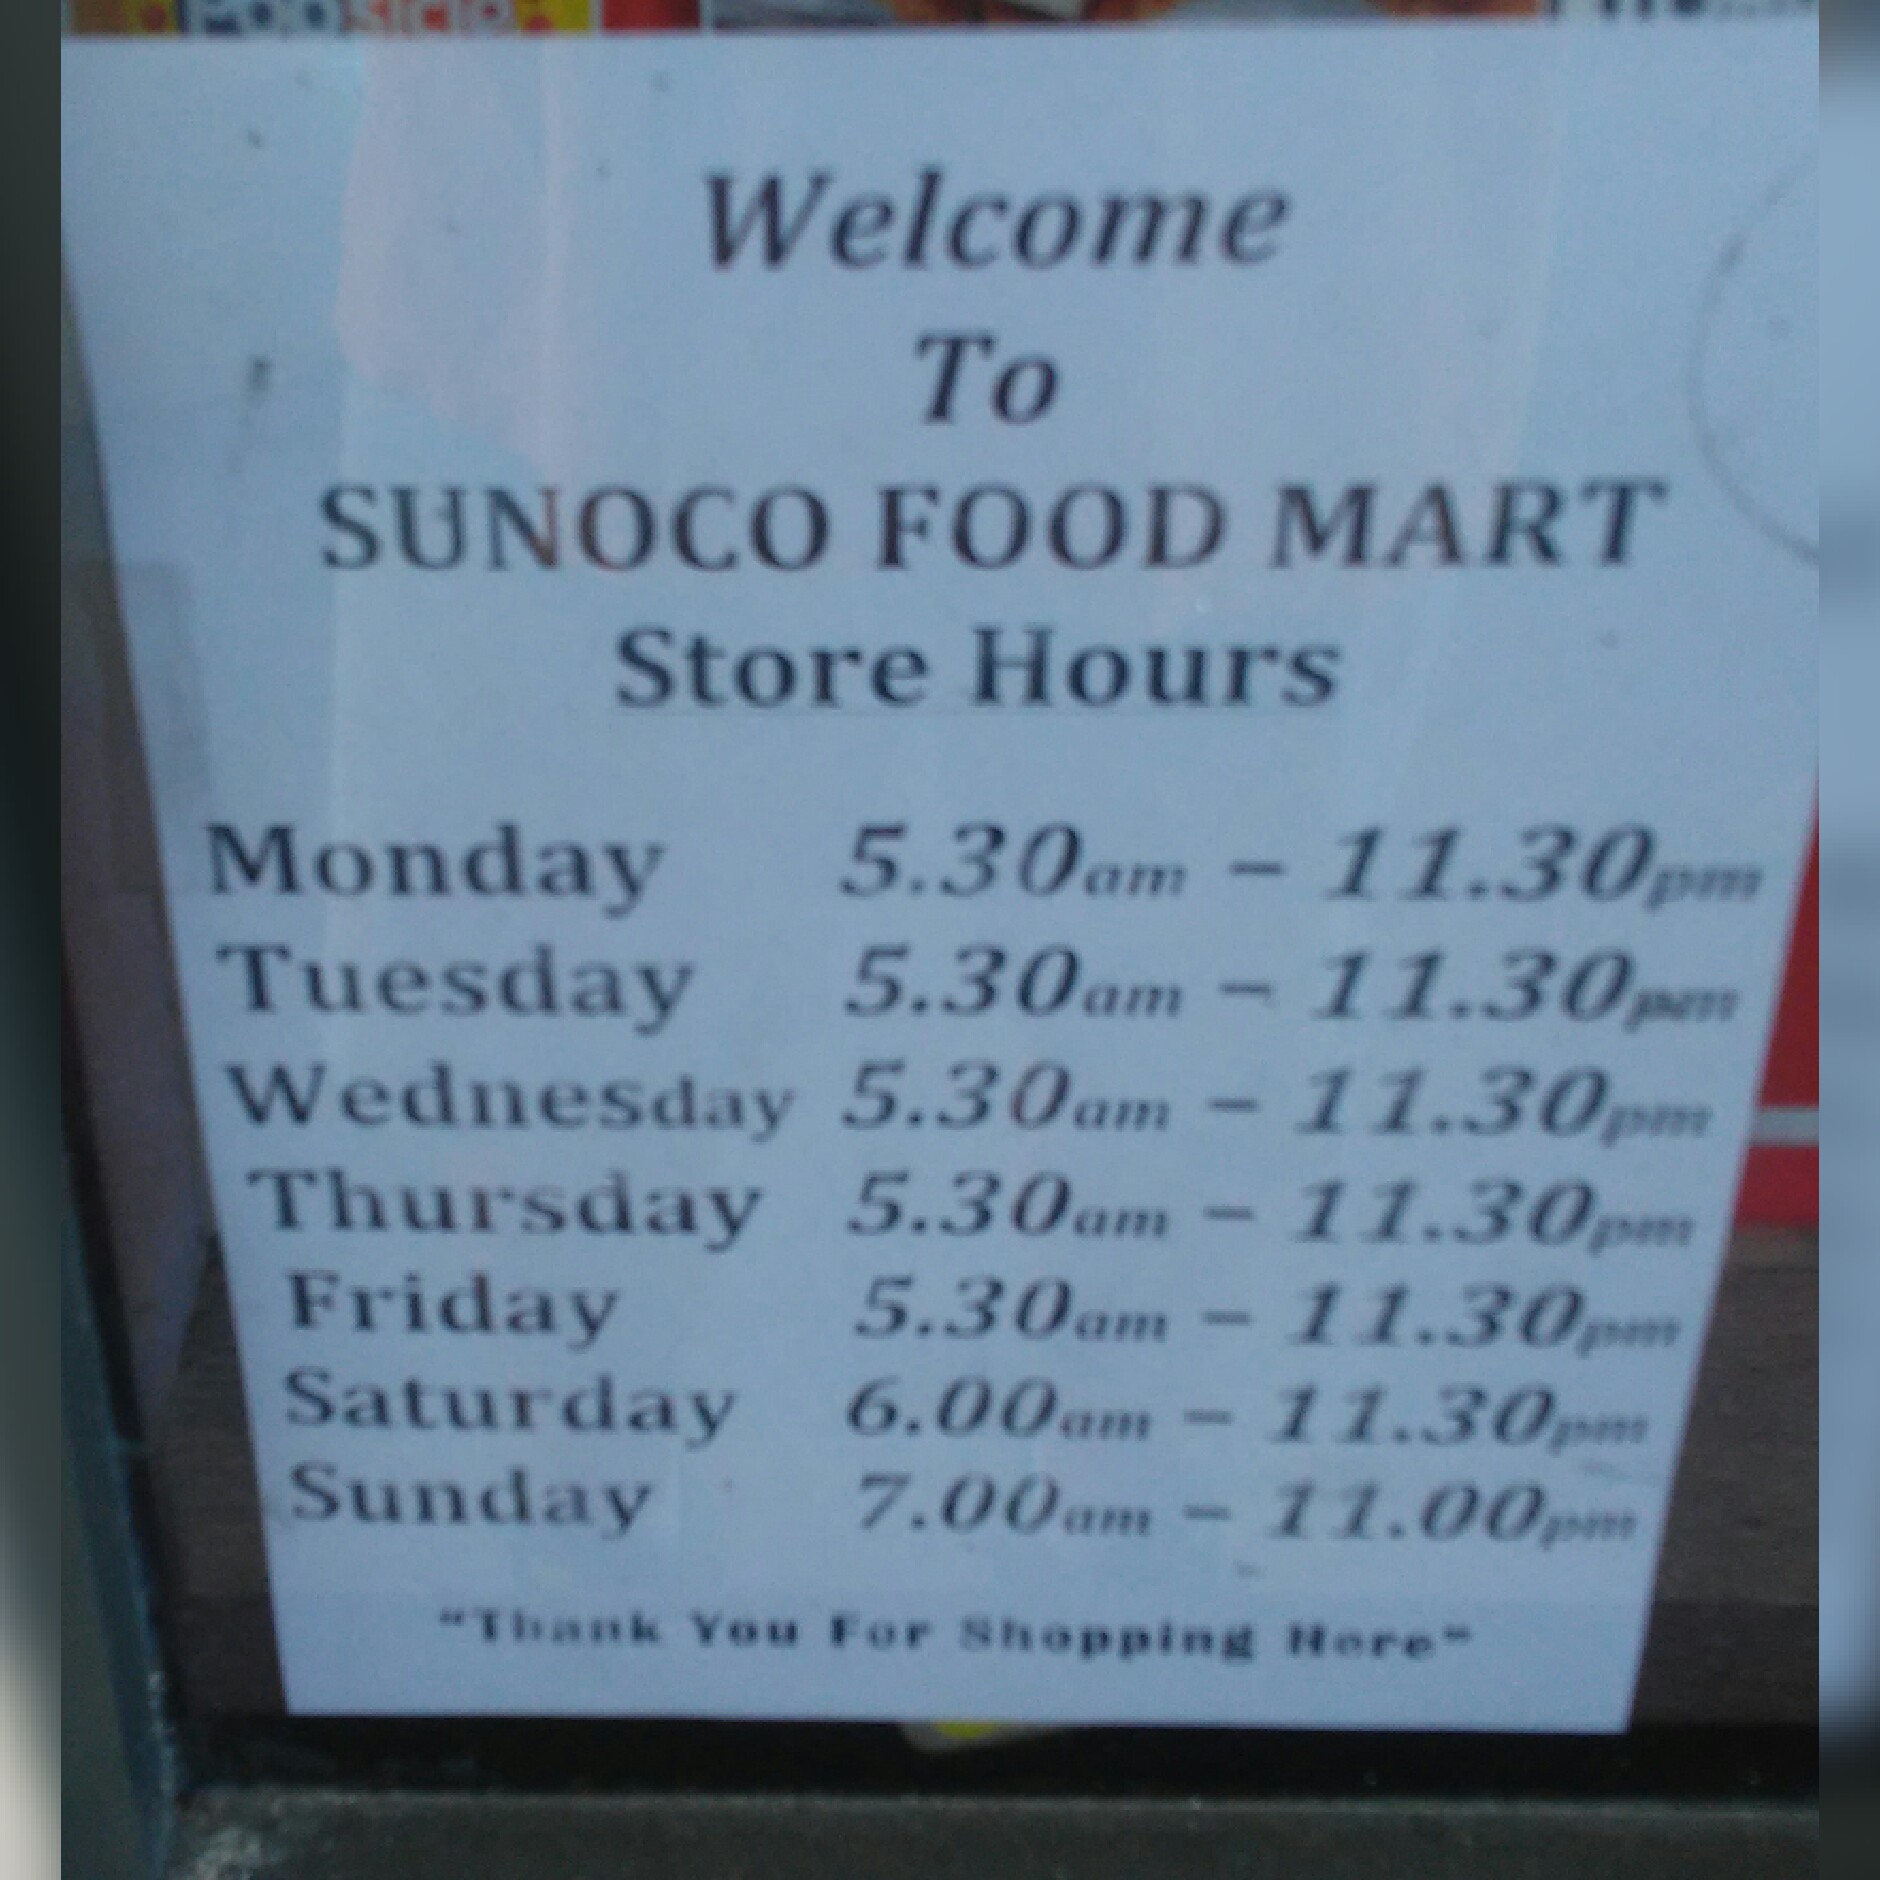 Welcome
To
SUNOCO FOOD MART
Store Hours
Monday 5.30am – 11.30pm
Tuesday 5.30am – 11.30pm
Wednesday 5.30am – 11.30pm
Thursday 5.30am – 11.30pm
Friday 5.30am – 11.30pm
Saturday 6.00am – 11.30pm
Sunday 7.00am – 11.00pm
"Thank You For Shopping Here"